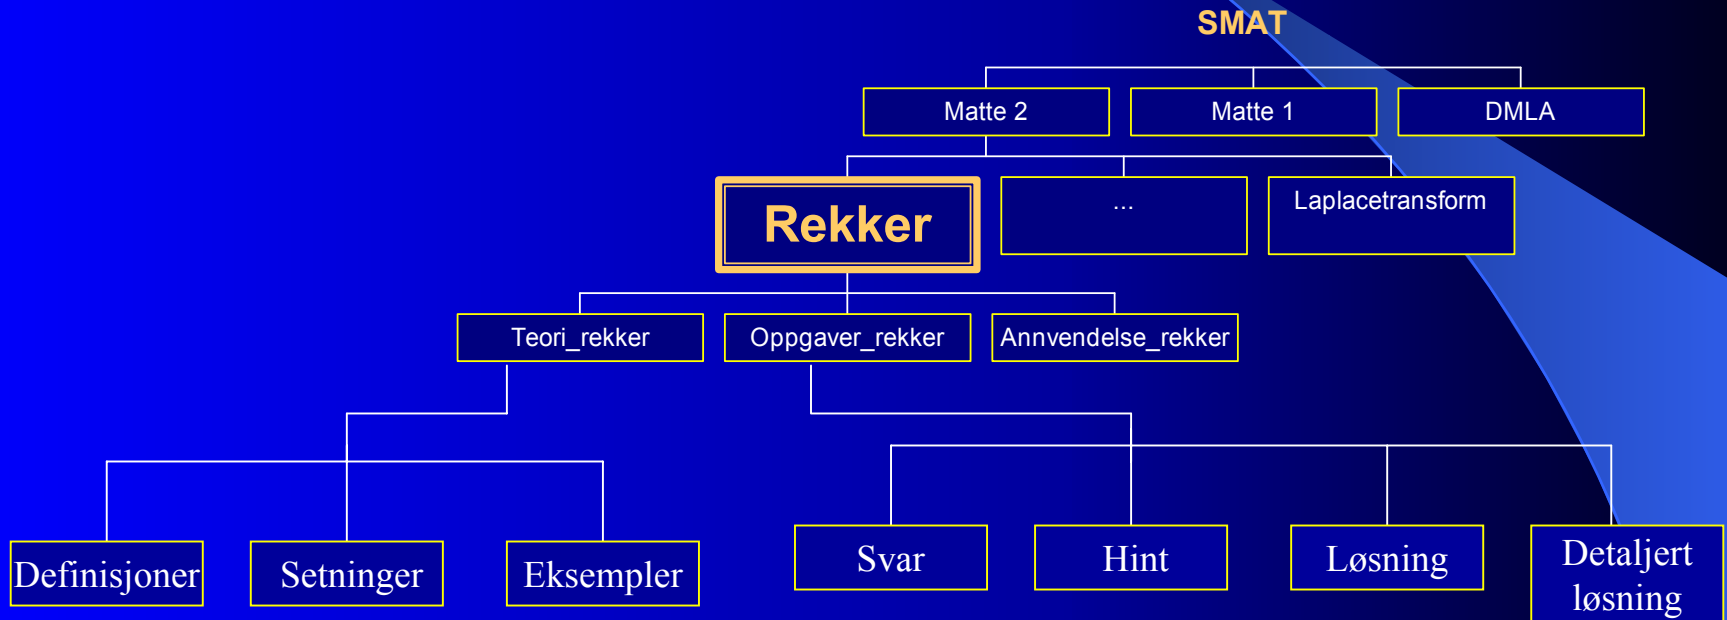 SMAT
Matte 2
Matte 1
DMLA
Rekker
...
Laplacetransform
Teori_rekker
Oppgaver_rekker
Annvendelse_rekker
Definisjoner
Setninger
Eksempler
Svar
Hint
Løsning
Detaljert
løsning